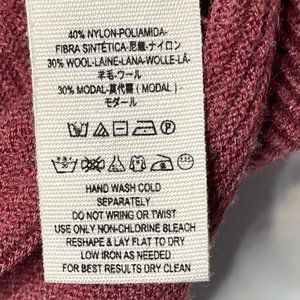 40% NYLON-POLIAMIDA-
FIBRA SINTÉTICA-尼龍-ナイロン
30% WOOL-LAINE-LANA-WOLLE-LÃ-
羊毛-ウール
30% MODAL-莫代爾 (MODAL)
モダール
HAND WASH COLD
SEPARATELY
DO NOT WRING OR TWIST
USE ONLY NON-CHLORINE BLEACH
RESHAPE & LAY FLAT TO DRY
LOW IRON AS NEEDED
FOR BEST RESULTS DRY CLEAN